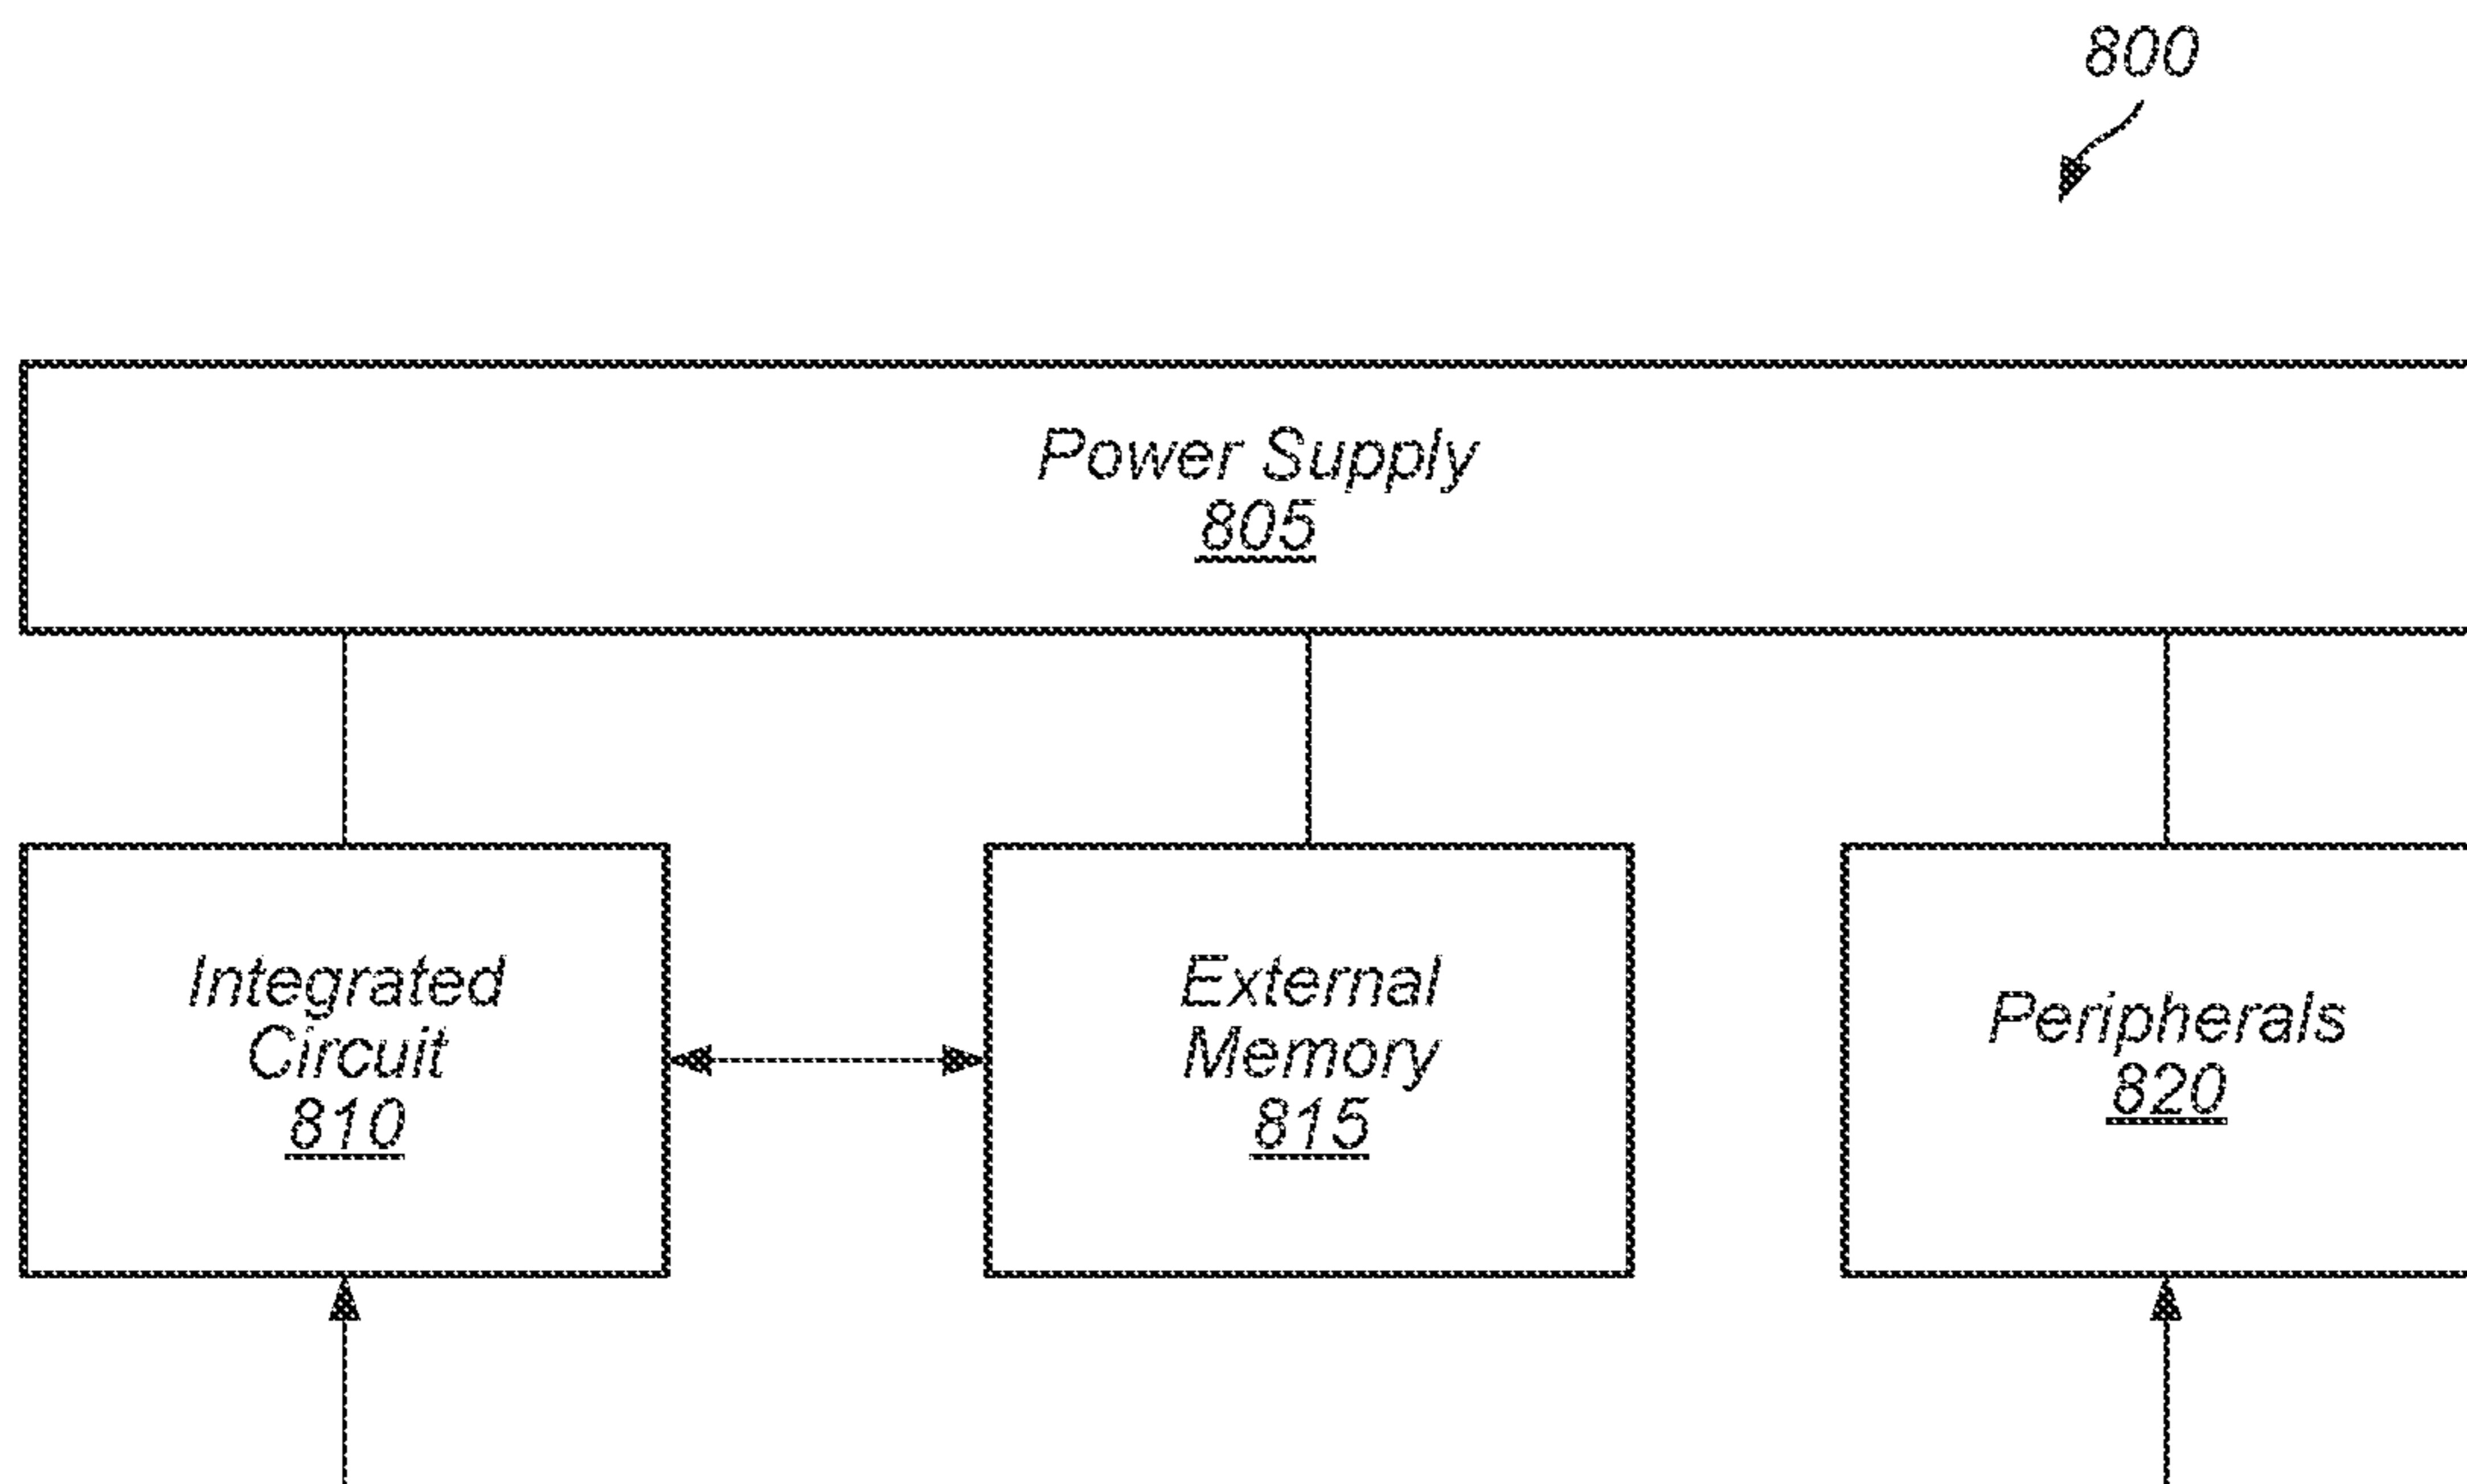 800
Power Supply
805
Integrated
Circuit
810
External
Memory
815
Peripherals
820